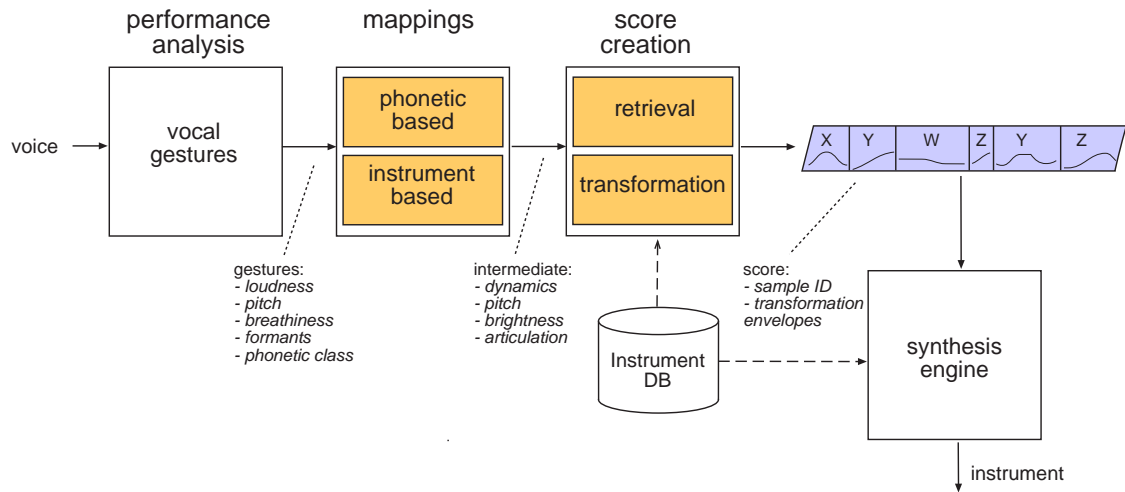 performance
analysis
mappings
score
creation
voice
vocal
gestures
phonetic
based
instrument
based
retrieval
transformation
X Y W Z Y Z
gestures:
- loudness
- pitch
- breathiness
- formants
- phonetic class
intermediate:
- dynamics
- pitch
- brightness
- articulation
score:
- sample ID
- transformation
envelopes
Instrument
DB
synthesis
engine
instrument